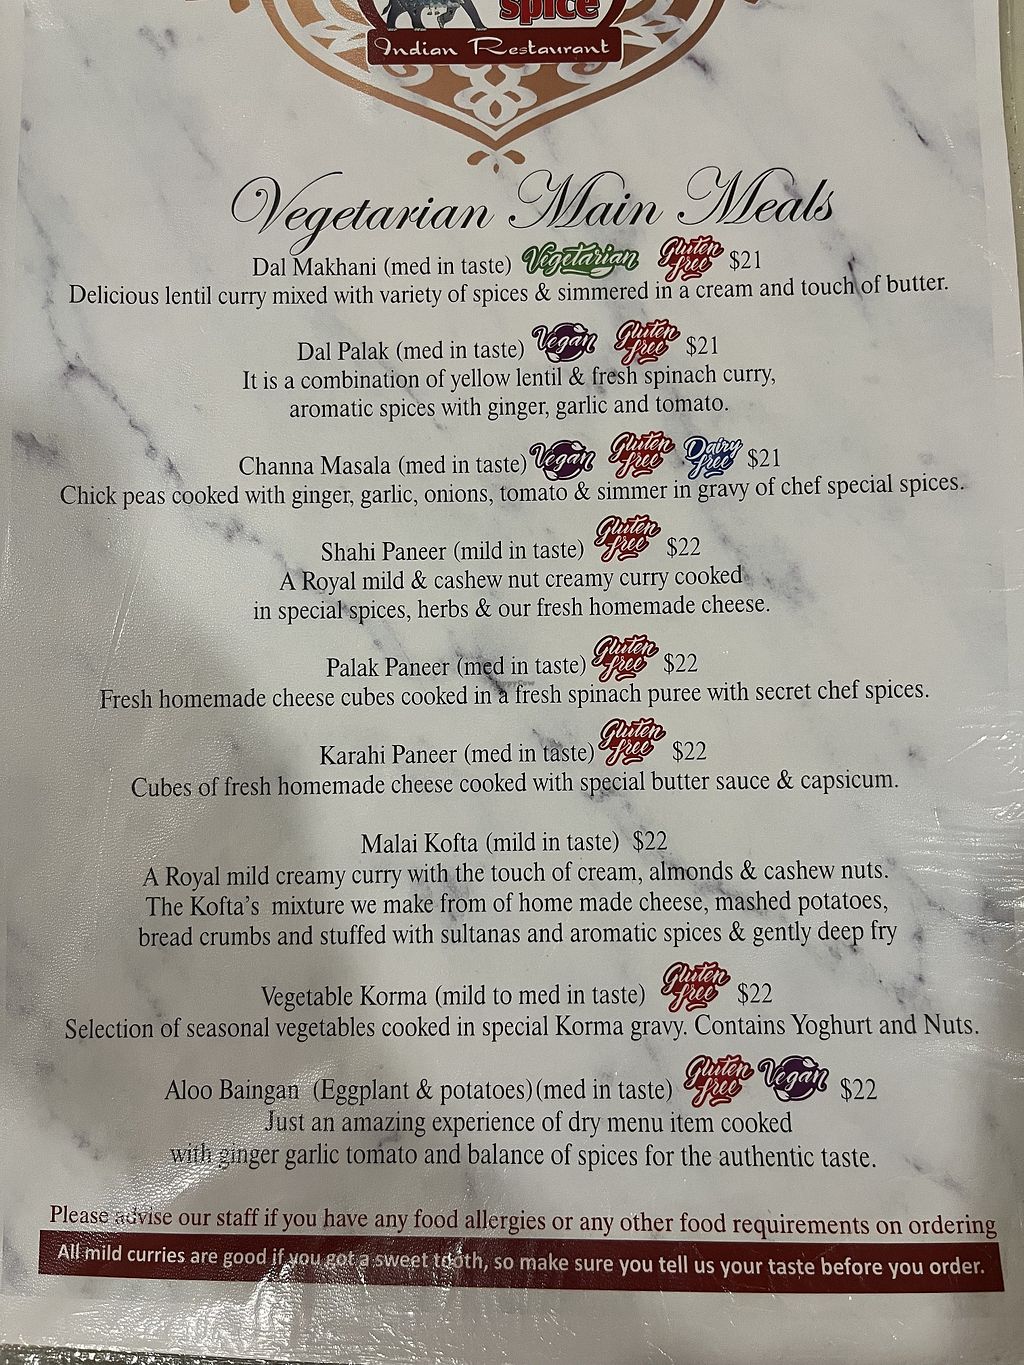 spice
Indian Restaurant
Vegetarian Main Meals
Dal Makhani (med in taste) Vegetarian Gluten free $21
Delicious lentil curry mixed with variety of spices & simmered in a cream and touch of butter.
Dal Palak (med in taste) Vegan Gluten free $21
It is a combination of yellow lentil & fresh spinach curry,
aromatic spices with ginger, garlic and tomato.
Channa Masala (med in taste) Vegan Gluten free Dairy free $21
Chick peas cooked with ginger, garlic, onions, tomato & simmer in gravy of chef special spices.
Shahi Paneer (mild in taste) Gluten free $22
A Royal mild & cashew nut creamy curry cooked
in special spices, herbs & our fresh homemade cheese.
Palak Paneer (med in taste) Gluten free $22
Fresh homemade cheese cubes cooked in a fresh spinach puree with secret chef spices.
Karahi Paneer (med in taste) Gluten free $22
Cubes of fresh homemade cheese cooked with special butter sauce & capsicum.
Malai Kofta (mild in taste) $22
A Royal mild creamy curry with the touch of cream, almonds & cashew nuts.
The Kofta's mixture we make from of home made cheese, mashed potatoes,
bread crumbs and stuffed with sultanas and aromatic spices & gently deep fry
Vegetable Korma (mild to med in taste) Gluten free $22
Selection of seasonal vegetables cooked in special Korma gravy. Contains Yoghurt and Nuts.
Aloo Baingan (Eggplant & potatoes)(med in taste) Gluten free Vegan $22
Just an amazing experience of dry menu item cooked
with ginger garlic tomato and balance of spices for the authentic taste.
Please advise our staff if you have any food allergies or any other food requirements on ordering
All mild curries are good if you got a sweet tooth, so make sure you tell us your taste before you order.